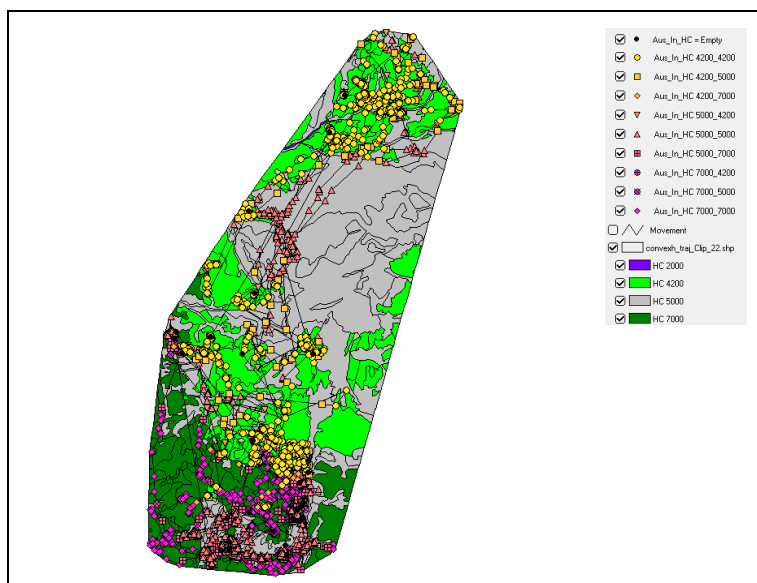 Aus_In_HC = Empty
Aus_In_HC 4200_4200
Aus_In_HC 4200_5000
Aus_In_HC 4200_7000
Aus_In_HC 5000_4200
Aus_In_HC 5000_5000
Aus_In_HC 5000_7000
Aus_In_HC 7000_4200
Aus_In_HC 7000_5000
Aus_In_HC 7000_7000
Movement
convexh_traj_Clip_22.shp
HC 2000
HC 4200
HC 5000
HC 7000